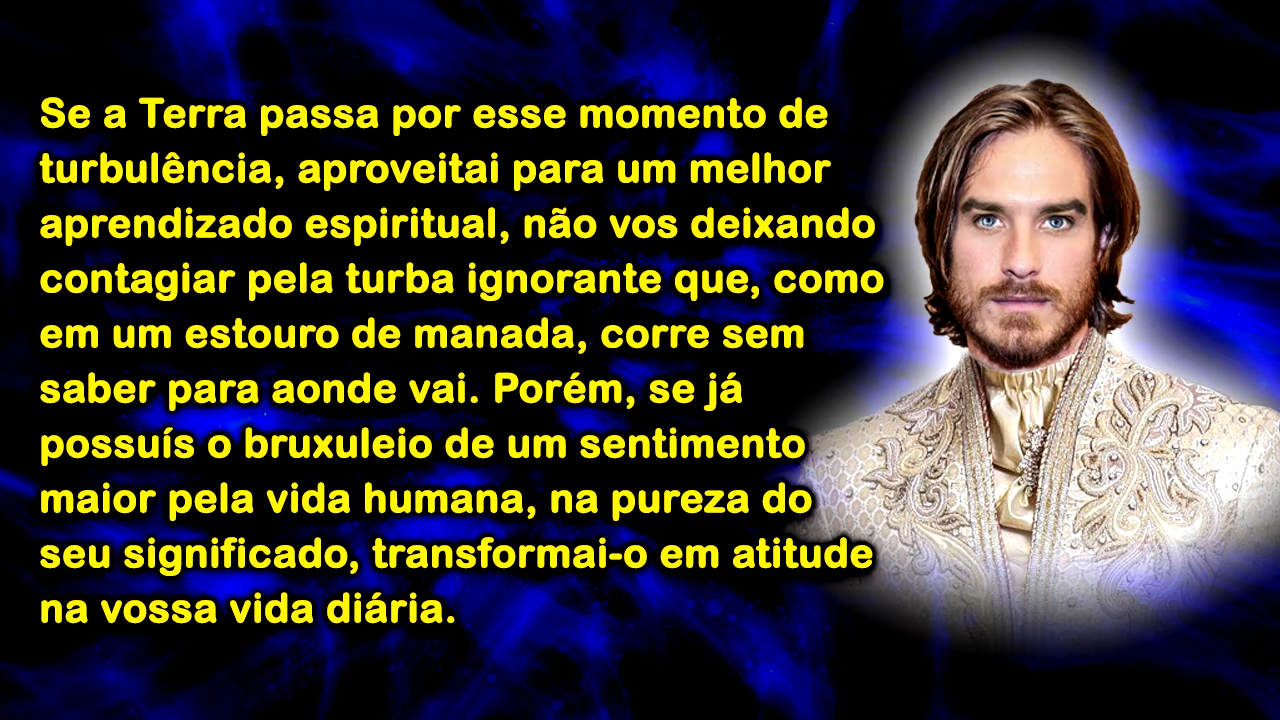 Se a Terra passa por esse momento de
turbulência, aproveitai para um melhor
aprendizado espiritual, não vos deixando
contagiar pela turba ignorante que, como
em um estouro de manada, corre sem
saber para aonde vai. Porém, se já
possuís o bruxuleio de um sentimento
maior pela vida humana, na pureza do
seu significado, transformai-o em atitude
na vossa vida diária.